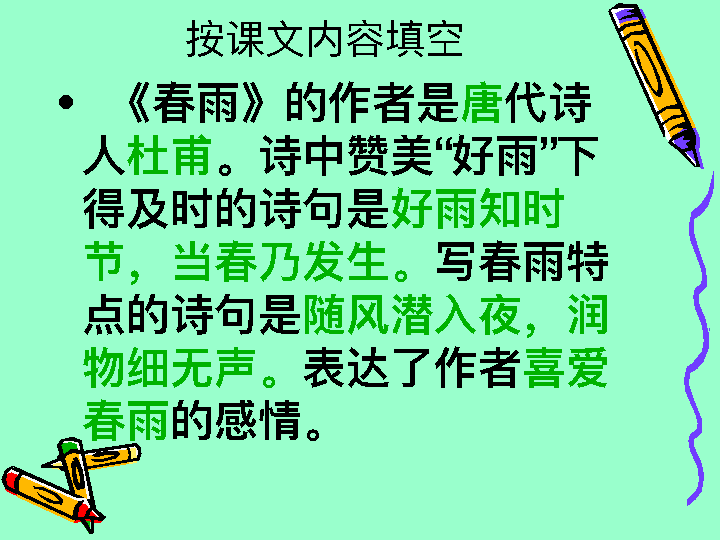 按课文内容填空
• 《春雨》的作者是唐代诗
人杜甫。诗中赞美“好雨”下
得及时的诗句是好雨知时
节，当春乃发生。写春雨特
点的诗句是随风潜入夜，润
物细无声。表达了作者喜爱
春雨的感情。